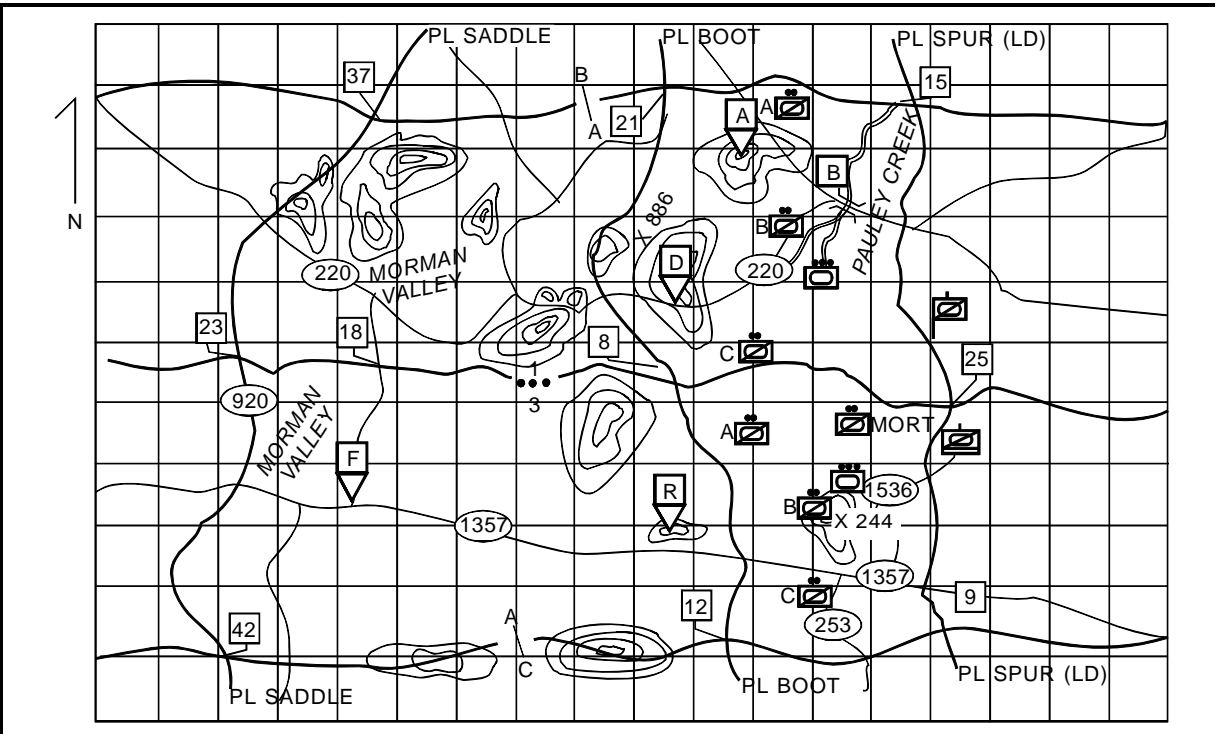 PL SADDLE
PL BOOT
PL SPUR (LD)
37
B
A
21
A
A
15
B
PAULEY CREEK
N
X 886
B
220
MORMAN
VALLEY
D
220
23
18
8
C
25
1
3
920
MORMAN
VALLEY
A
MORT
F
R
1536
B
X 244
1357
1357
C
9
12
253
42
A
C
PL SADDLE
PL BOOT
PL SPUR (LD)